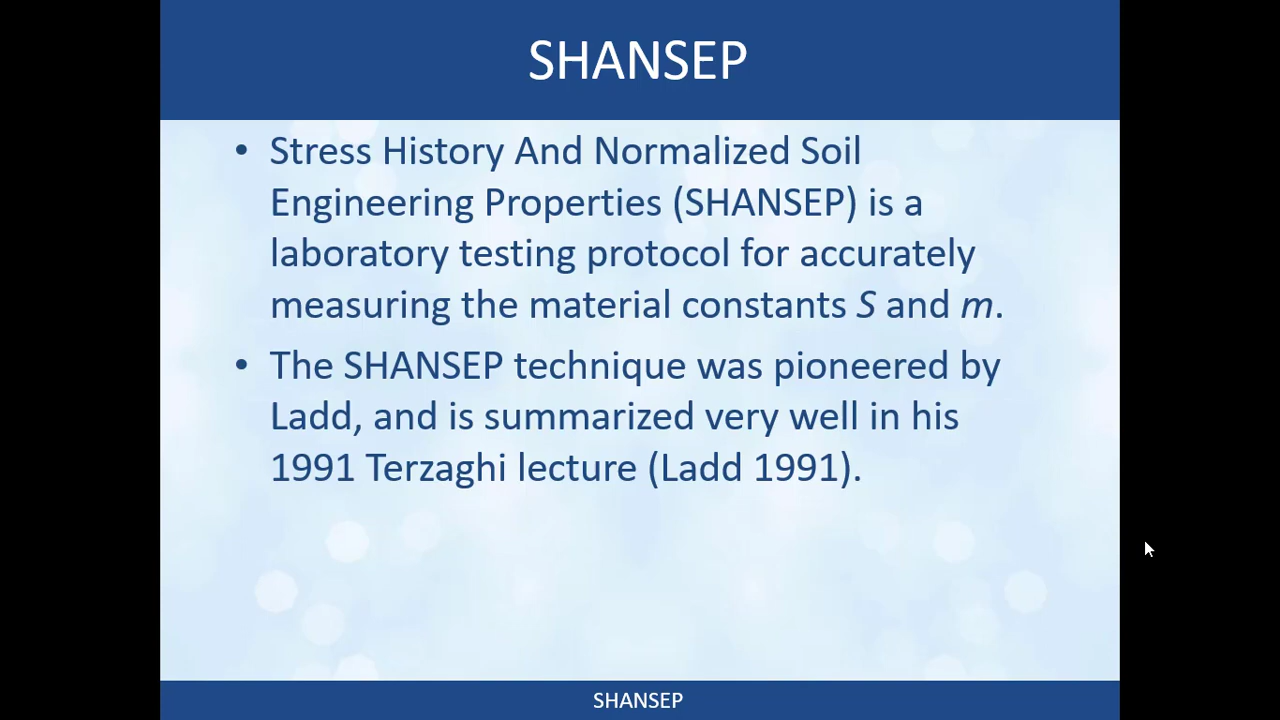 SHANSEP
• Stress History And Normalized Soil
Engineering Properties (SHANSEP) is a
laboratory testing protocol for accurately
measuring the material constants S and m.
• The SHANSEP technique was pioneered by
Ladd, and is summarized very well in his
1991 Terzaghi lecture (Ladd 1991).
SHANSEP